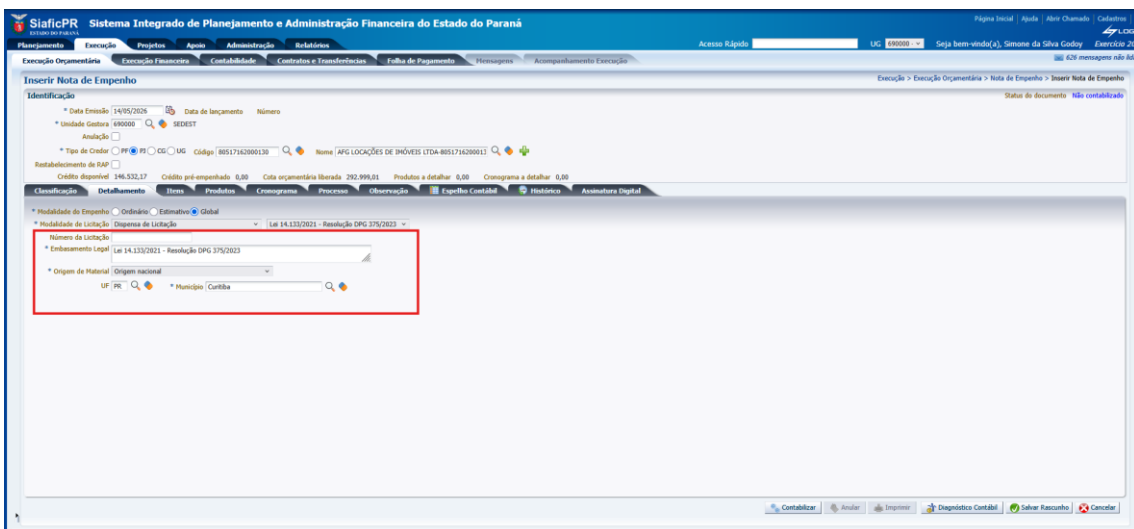 SiaficPR Sistema Integrado de Planejamento e Administração Financeira do Estado do Paraná
ESTADO DO PARANÁ
Página Inicial | Ajuda | Abrir Chamado | Cadastros
LOG
Planejamento Execução Projetos Apoio Administração Relatórios Acesso Rápido UG 690000 - Seja bem-vindo(a), Simone da Silva Godoy Exercício 20
Execução Orçamentária Execução Financeira Contabilidade Contratos e Transferências Folha de Pagamento Mensagens Acompanhamento Execução 626 mensagens não lid
Inserir Nota de Empenho Execução > Execução Orçamentária > Nota de Empenho > Inserir Nota de Empenho
Identificação Status do documento Não contabilizado
* Data Emissão 14/05/2026 Data de lançamento Número
* Unidade Gestora 690000 SEDEST
Anulação
* Tipo de Credor PF PJ CG UG Código 80517162000130 Nome AFG LOCAÇÕES DE IMÓVEIS LTDA-8051716200013
Restabelecimento de RAP
Crédito disponível 146.532,17 Crédito pré-empenhado 0,00 Cota orçamentária liberada 292.999,01 Produtos a detalhar 0,00 Cronograma a detalhar 0,00
Classificação Detalhamento Itens Produtos Cronograma Processo Observação Espelho Contábil Histórico Assinatura Digital
* Modalidade do Empenho Ordinário Estimativo Global
* Modalidade de Licitação Dispensa de Licitação Lei 14.133/2021 - Resolução DPG 375/2023
Número da Licitação
* Embasamento Legal Lei 14.133/2021 - Resolução DPG 375/2023
* Origem de Material Origem nacional
UF PR * Município Curitiba
Contabilizar Anular Imprimir Diagnóstico Contábil Salvar Rascunho Cancelar